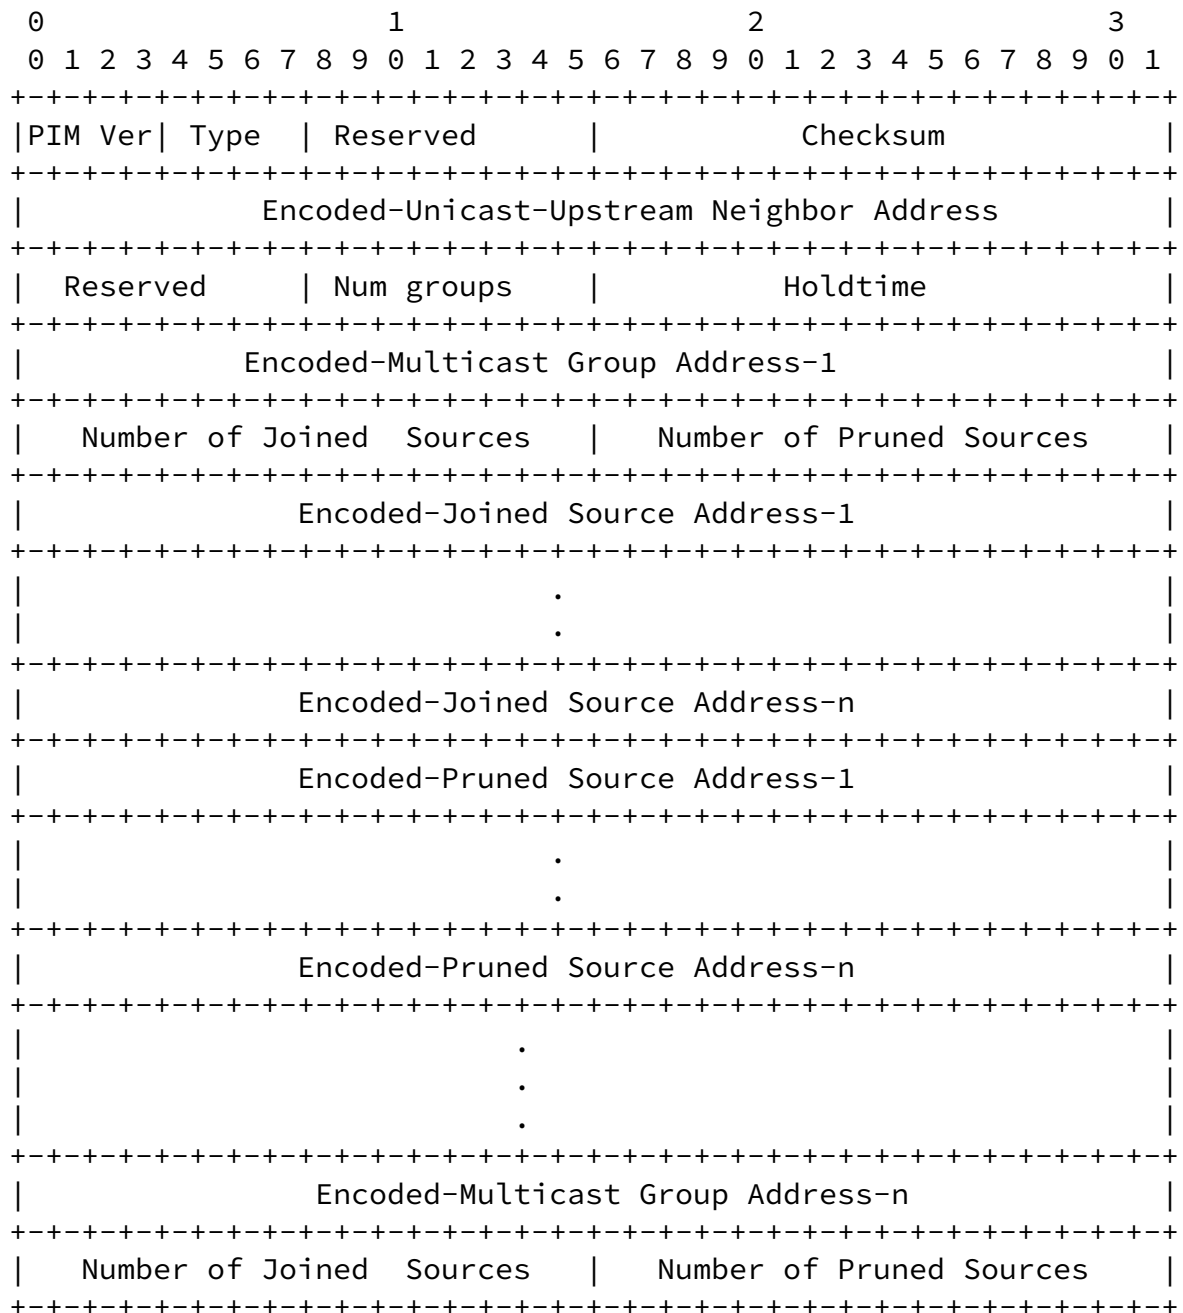 0                   1                   2                   3
 0 1 2 3 4 5 6 7 8 9 0 1 2 3 4 5 6 7 8 9 0 1 2 3 4 5 6 7 8 9 0 1
+-+-+-+-+-+-+-+-+-+-+-+-+-+-+-+-+-+-+-+-+-+-+-+-+-+-+-+-+-+-+-+-+
|PIM Ver| Type  | Reserved      |           Checksum            |
+-+-+-+-+-+-+-+-+-+-+-+-+-+-+-+-+-+-+-+-+-+-+-+-+-+-+-+-+-+-+-+-+
|             Encoded-Unicast-Upstream Neighbor Address         |
+-+-+-+-+-+-+-+-+-+-+-+-+-+-+-+-+-+-+-+-+-+-+-+-+-+-+-+-+-+-+-+-+
|  Reserved     | Num groups    |          Holdtime             |
+-+-+-+-+-+-+-+-+-+-+-+-+-+-+-+-+-+-+-+-+-+-+-+-+-+-+-+-+-+-+-+-+
|            Encoded-Multicast Group Address-1                  |
+-+-+-+-+-+-+-+-+-+-+-+-+-+-+-+-+-+-+-+-+-+-+-+-+-+-+-+-+-+-+-+-+
|   Number of Joined  Sources   |   Number of Pruned Sources    |
+-+-+-+-+-+-+-+-+-+-+-+-+-+-+-+-+-+-+-+-+-+-+-+-+-+-+-+-+-+-+-+-+
|               Encoded-Joined Source Address-1                 |
+-+-+-+-+-+-+-+-+-+-+-+-+-+-+-+-+-+-+-+-+-+-+-+-+-+-+-+-+-+-+-+-+
|                             .                                 |
|                             .                                 |
+-+-+-+-+-+-+-+-+-+-+-+-+-+-+-+-+-+-+-+-+-+-+-+-+-+-+-+-+-+-+-+-+
|               Encoded-Joined Source Address-n                 |
+-+-+-+-+-+-+-+-+-+-+-+-+-+-+-+-+-+-+-+-+-+-+-+-+-+-+-+-+-+-+-+-+
|               Encoded-Pruned Source Address-1                 |
+-+-+-+-+-+-+-+-+-+-+-+-+-+-+-+-+-+-+-+-+-+-+-+-+-+-+-+-+-+-+-+-+
|                             .                                 |
|                             .                                 |
+-+-+-+-+-+-+-+-+-+-+-+-+-+-+-+-+-+-+-+-+-+-+-+-+-+-+-+-+-+-+-+-+
|               Encoded-Pruned Source Address-n                 |
+-+-+-+-+-+-+-+-+-+-+-+-+-+-+-+-+-+-+-+-+-+-+-+-+-+-+-+-+-+-+-+-+
|                           .                                   |
|                           .                                   |
|                           .                                   |
+-+-+-+-+-+-+-+-+-+-+-+-+-+-+-+-+-+-+-+-+-+-+-+-+-+-+-+-+-+-+-+-+
|                Encoded-Multicast Group Address-n              |
+-+-+-+-+-+-+-+-+-+-+-+-+-+-+-+-+-+-+-+-+-+-+-+-+-+-+-+-+-+-+-+-+
|   Number of Joined  Sources   |   Number of Pruned Sources    |
+-+-+-+-+-+-+-+-+-+-+-+-+-+-+-+-+-+-+-+-+-+-+-+-+-+-+-+-+-+-+-+-+